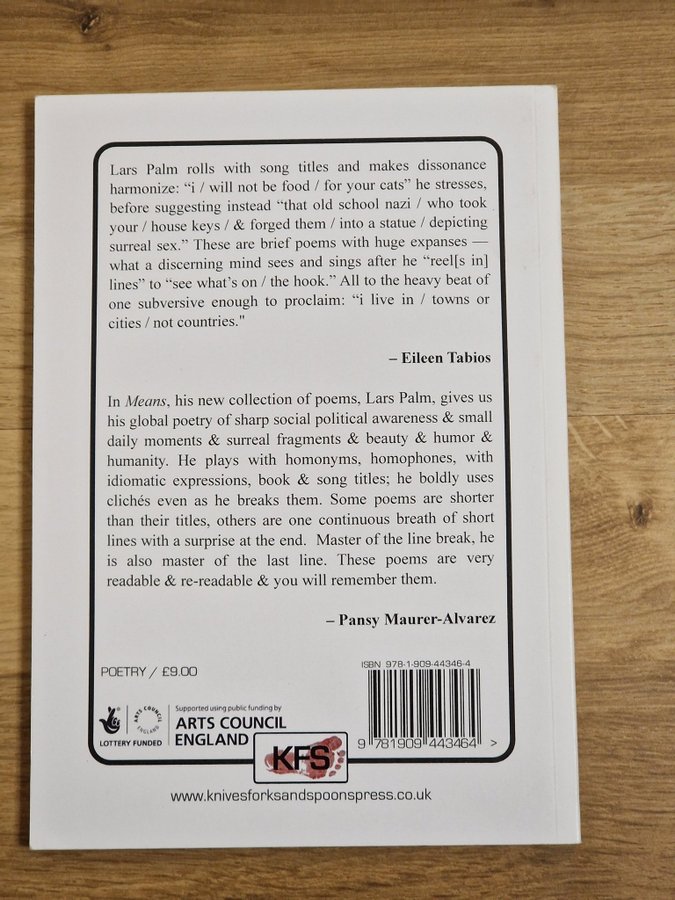 Lars Palm rolls with song titles and makes dissonance
harmonize: “i / will not be food / for your cats” he stresses,
before suggesting instead “that old school nazi / who took
your / house keys / & forged them / into a statue / depicting
surreal sex.” These are brief poems with huge expanses —
what a discerning mind sees and sings after he “reel[s in]
lines” to “see what’s on / the hook.” All to the heavy beat of
one subversive enough to proclaim: “i live in / towns or
cities / not countries."
– Eileen Tabios
In Means, his new collection of poems, Lars Palm, gives us
his global poetry of sharp social political awareness & small
daily moments & surreal fragments & beauty & humor &
humanity. He plays with homonyms, homophones, with
idiomatic expressions, book & song titles; he boldly uses
clichés even as he breaks them. Some poems are shorter
than their titles, others are one continuous breath of short
lines with a surprise at the end. Master of the line break, he
is also master of the last line. These poems are very
readable & re-readable & you will remember them.
– Pansy Maurer-Alvarez
POETRY / £9.00
ISBN 978-1-909-44346-4
9 781909 443464 >
LOTTERY FUNDED
ARTS COUNCIL
ENGLAND
Supported using public funding by
ARTS COUNCIL
ENGLAND
KFS
www.knivesforksandspoonspress.co.uk